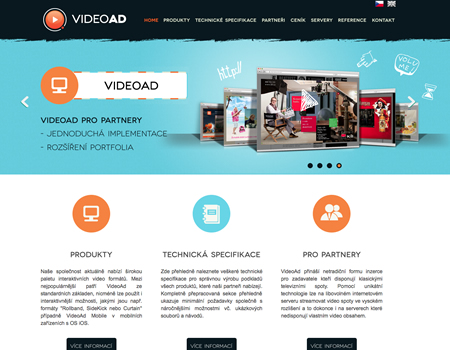 VIDEOAD
HOME PRODUKTY TECHNICKÁ SPECIFIKACE PARTNEŘI CENÍK SERVERY REFERENCE KONTAKT
http://
VOLUME!
VIDEOAD
VIDEOAD PRO PARTNERY
- JEDNODUCHÁ IMPLEMENTACE
- ROZŠÍŘENÍ PORTFOLIA
PRODUKTY
Naše společnost aktuálně nabízí širokou
paletu interaktivních video formátů. Mezi
nejpopulárnější patří VideoAd ze
standardních základen, nicméně lze použít i
interaktivnější možnosti, jakými jsou např.
formáty "Rollband, SideKick nebo Curtain"
případně VideoAd Mobile v mobilních
zařízeních s OS iOS.
VÍCE INFORMACÍ
TECHNICKÁ SPECIFIKACE
Zde přehledně naleznete veškeré technické
specifikace pro správnou výrobu podkladů
všech produktů, které naši partneři nabízejí.
Kompletně přepracovaná sekce přehledně
ukazuje minimální požadavky společně s
náročnějšími možnostmi vč. ukázkových
souborů a návodů.
VÍCE INFORMACÍ
PRO PARTNERY
VideoAd přináší netradiční formu inzerce
pro zadavatele kteří disponují klasickými
televizními spoty. Pomocí unikátní
technologie lze na libovolném internetovém
serveru streamovat video spoty ve vysokém
rozlišení a to dokonce i na serverech které
nedisponují vlastním video obsahem.
VÍCE INFORMACÍ